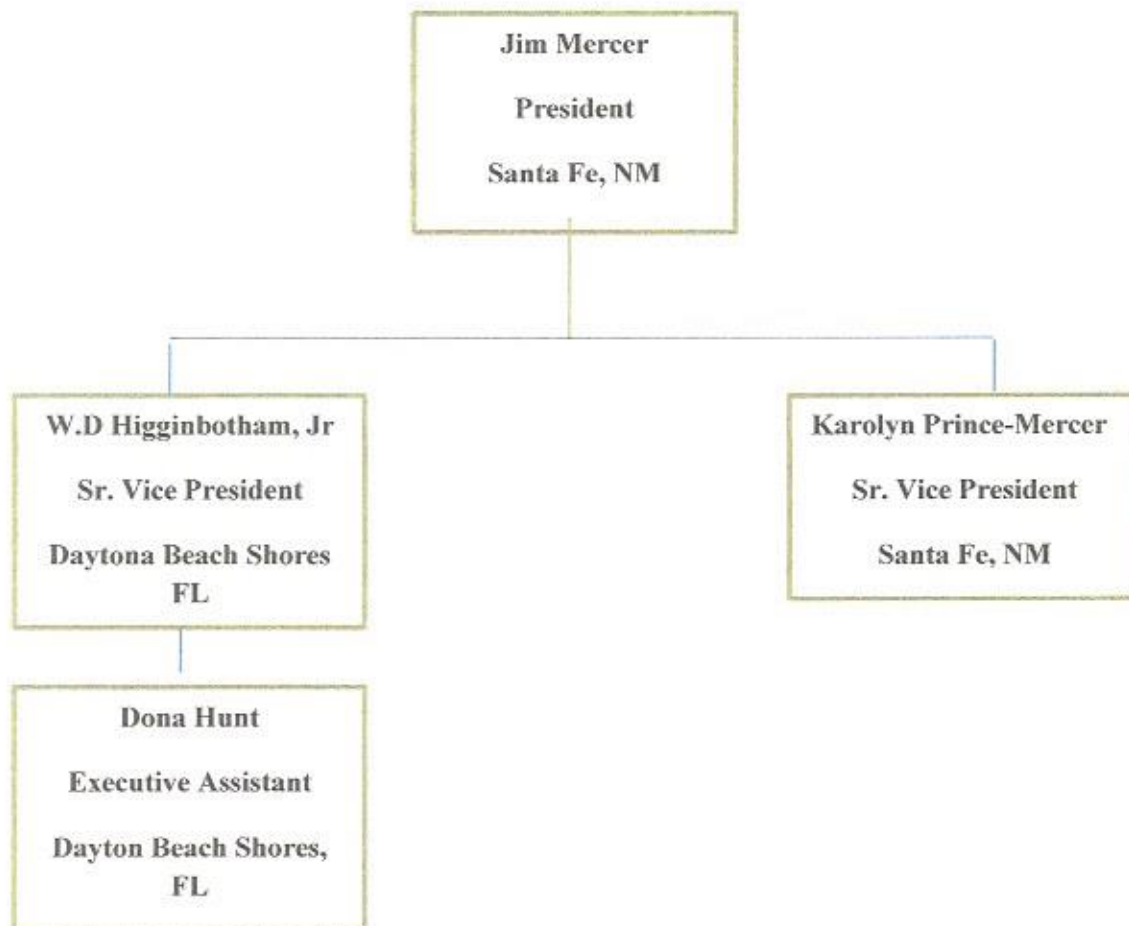 Jim Mercer
President
Santa Fe, NM
W.D Higginbotham, Jr
Sr. Vice President
Daytona Beach Shores
FL
Karolyn Prince-Mercer
Sr. Vice President
Santa Fe, NM
Dona Hunt
Executive Assistant
Dayton Beach Shores,
FL